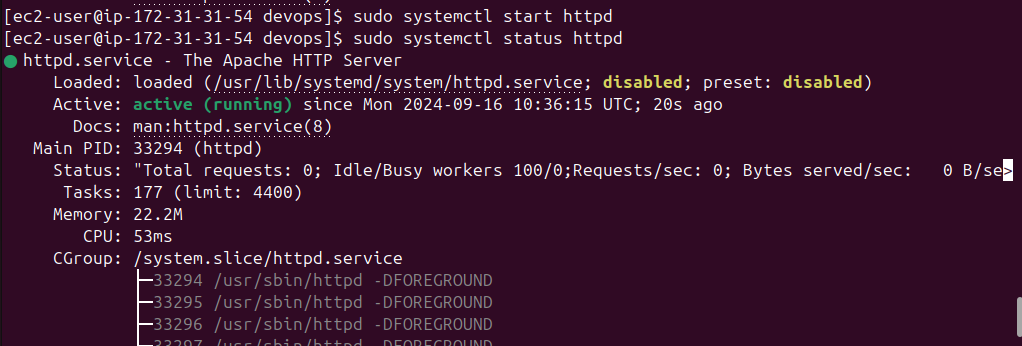 [ec2-user@ip-172-31-31-54 devops]$ sudo systemctl start httpd
[ec2-user@ip-172-31-31-54 devops]$ sudo systemctl status httpd
● httpd.service - The Apache HTTP Server
     Loaded: loaded (/usr/lib/systemd/system/httpd.service; disabled; preset: disabled)
     Active: active (running) since Mon 2024-09-16 10:36:15 UTC; 20s ago
       Docs: man:httpd.service(8)
   Main PID: 33294 (httpd)
     Status: "Total requests: 0; Idle/Busy workers 100/0;Requests/sec: 0; Bytes served/sec:   0 B/se>
      Tasks: 177 (limit: 4400)
     Memory: 22.2M
        CPU: 53ms
     CGroup: /system.slice/httpd.service
             ├─33294 /usr/sbin/httpd -DFOREGROUND
             ├─33295 /usr/sbin/httpd -DFOREGROUND
             ├─33296 /usr/sbin/httpd -DFOREGROUND
             ├─33297 /usr/sbin/httpd -DFOREGROUND